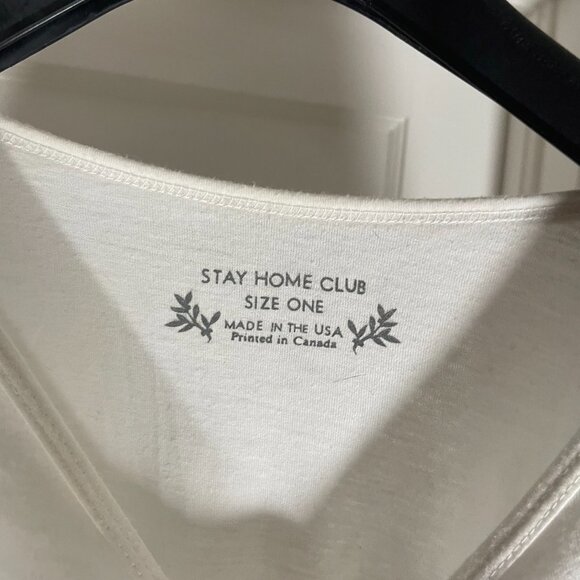 STAY HOME CLUB
SIZE ONE
MADE IN THE USA
Printed in Canada